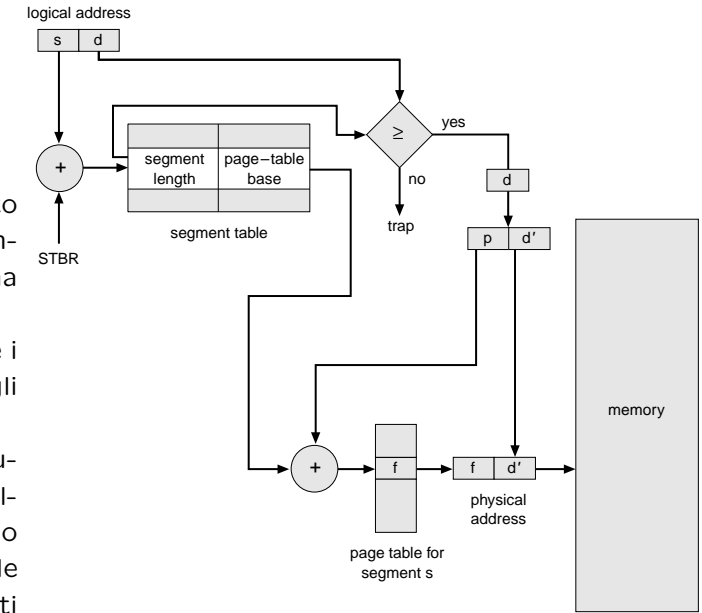 logical address
s d
≥
yes
no
trap
+
segment length
page–table base
segment table
STBR
d
p d′
memory
+
f
f d′
physical address
page table for segment s
e i